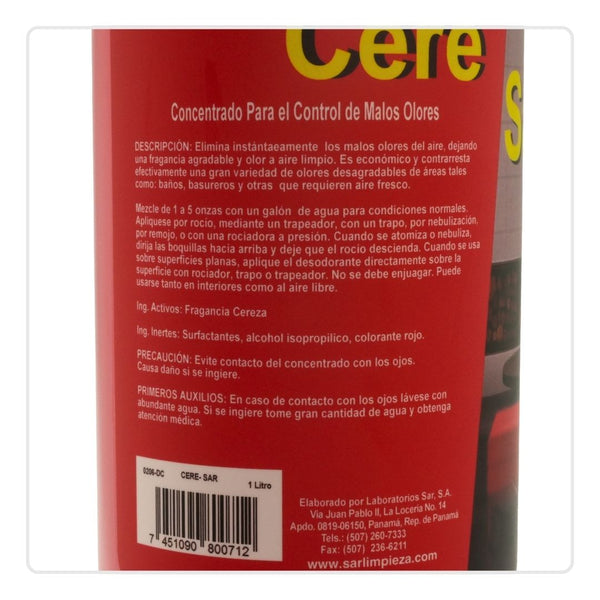 Cere
S
Concentrado Para el Control de Malos Olores
DESCRIPCIÓN: Elimina instántaeamente los malos olores del aire, dejando
una fragancia agradable y olor a aire limpio. Es económico y contrarresta
efectivamente una gran variedad de olores desagradables de áreas tales
como: baños, basureros y otras que requieren aire fresco.
Mezcle de 1 a 5 onzas con un galón de agua para condiciones normales.
Aplíquese por rocio, mediante un trapeador, con un trapo, por nebulización,
por remojo, o con una rociadora a presión. Cuando se atomiza o nebuliza,
dirija las boquillas hacia arriba y deje que el rocio descienda. Cuando se usa
sobre superficies planas, aplique el desodorante directamente sobre la
superficie con rociador, trapo o trapeador. No se debe enjuagar. Puede
usarse tanto en interiores como al aire libre.
Ing. Activos: Fragancia Cereza
Ing. Inertes: Surfactantes, alcohol isopropilico, colorante rojo.
PRECAUCIÓN: Evite contacto del concentrado con los ojos.
Causa daño si se ingiere.
PRIMEROS AUXILIOS: En caso de contacto con los ojos lávese con
abundante agua. Si se ingiere tome gran cantidad de agua y obtenga
atención médica.
0206-DC CERE- SAR 1 Litro
7 451090 800712
Elaborado por Laboratorios Sar, S.A.
Via Juan Pablo II, La Locería No. 14
Apdo. 0819-06150, Panamá, Rep. de Panamá
Tels.: (507) 260-7333
Fax: (507) 236-6211
www.sarlimpieza.com